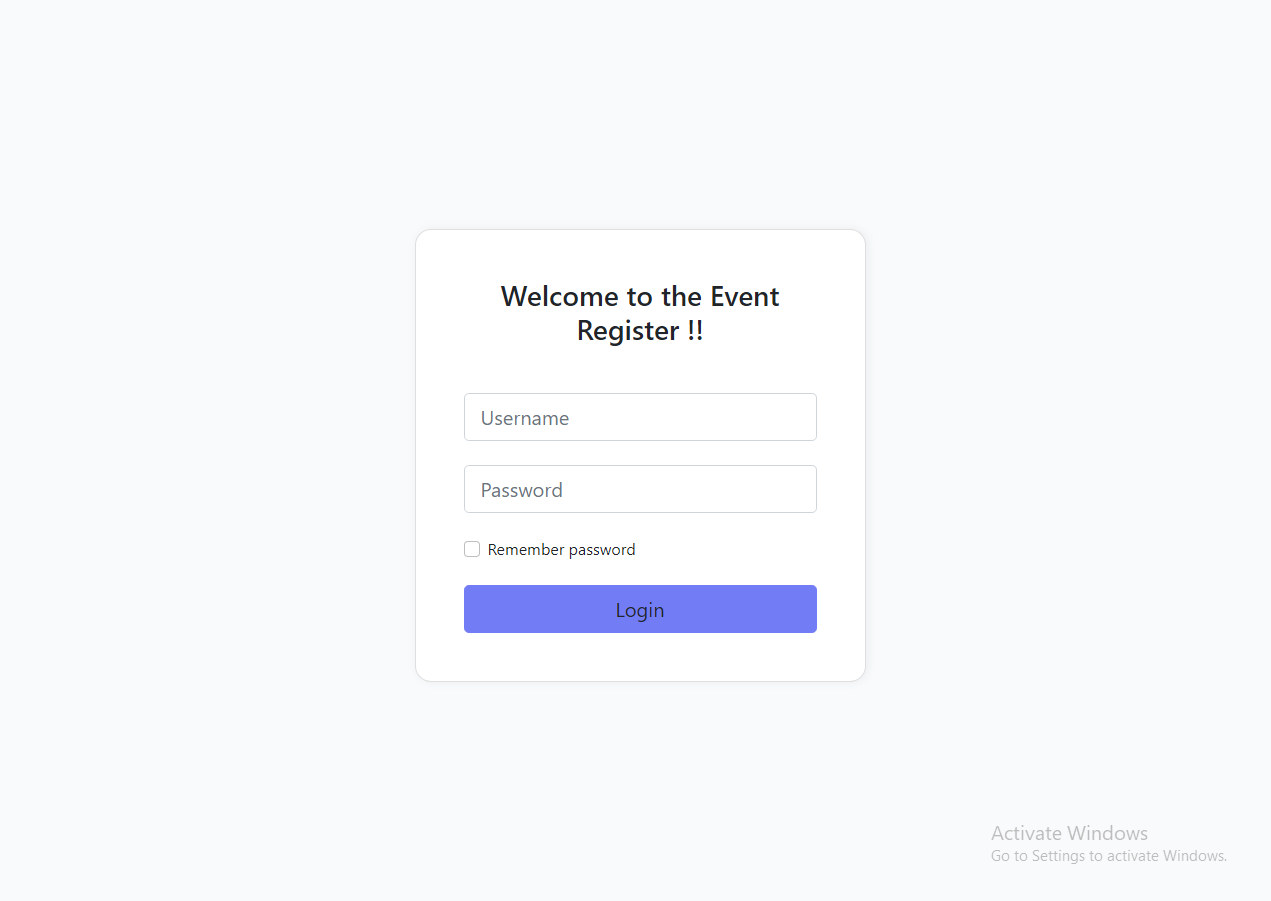 Welcome to the Event
Register !!
Username
Password
Remember password
Login
Activate Windows
Go to Settings to activate Windows.